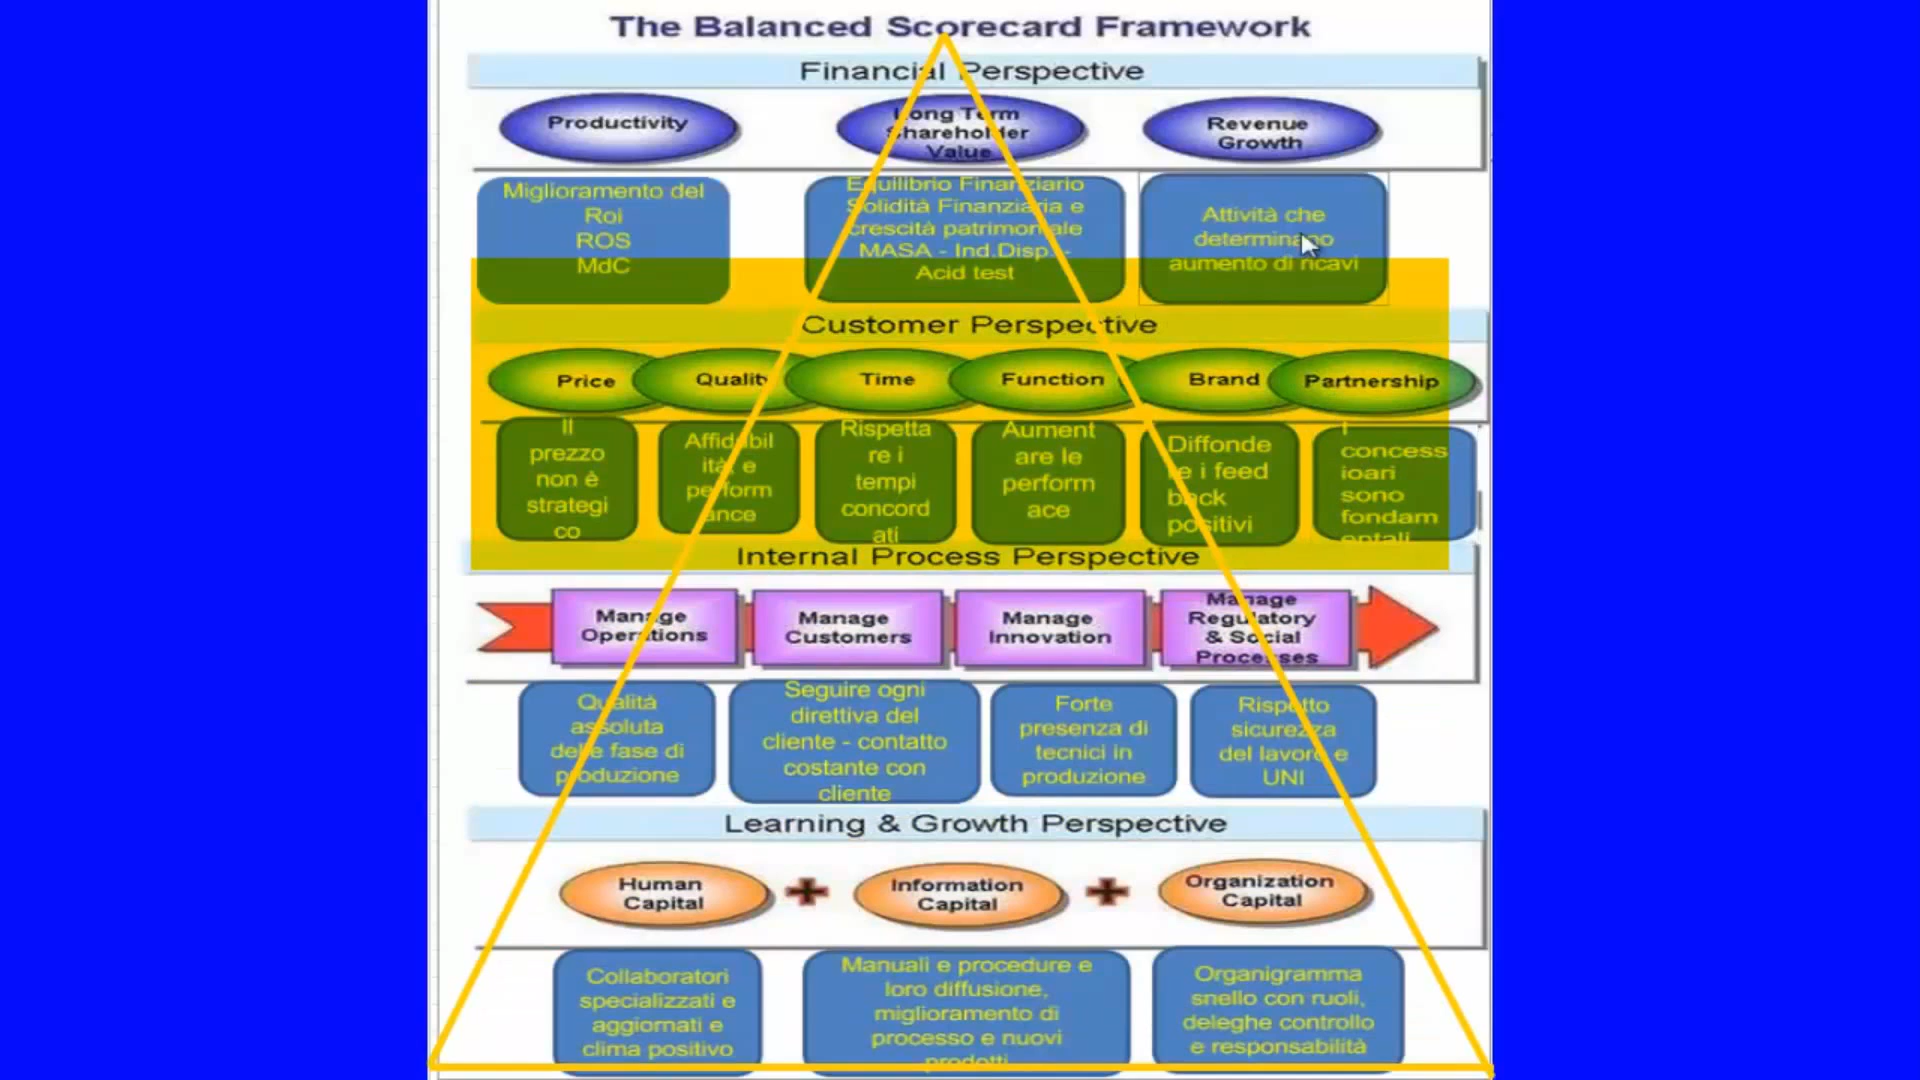 The Balanced Scorecard Framework
Financial Perspective
Productivity
Long Term
Shareholder
Value
Revenue
Growth
Miglioramento del
Roi
ROS
MdC
Equilibrio Finanziario
Solidità Finanziaria e
crescità patrimoniale
MASA - Ind.Disp. -
Acid test
Attività che
determinano
aumento di ricavi
Customer Perspective
Price
Quality
Time
Function
Brand
Partnership
Il
prezzo
non è
strategi
co
Affidabil
ità e
perform
ance
Rispetta
re i
tempi
concord
ati
Aument
are le
perform
ace
Diffonde
re i feed
back
positivi
I
concess
ioari
sono
fondam
entali
Internal Process Perspective
Manage
Operations
Manage
Customers
Manage
Innovation
Manage
Regulatory
& Social
Processes
Qualità
assoluta
delle fase di
produzione
Seguire ogni
direttiva del
cliente - contatto
costante con
cliente
Forte
presenza di
tecnici in
produzione
Rispetto
sicurezza
del lavoro e
UNI
Learning & Growth Perspective
Human
Capital
Information
Capital
Organization
Capital
Collaboratori
specializzati e
aggiornati e
clima positivo
Manuali e procedure e
loro diffusione,
miglioramento di
processo e nuovi
prodotti
Organigramma
snello con ruoli,
deleghe controllo
e responsabilità